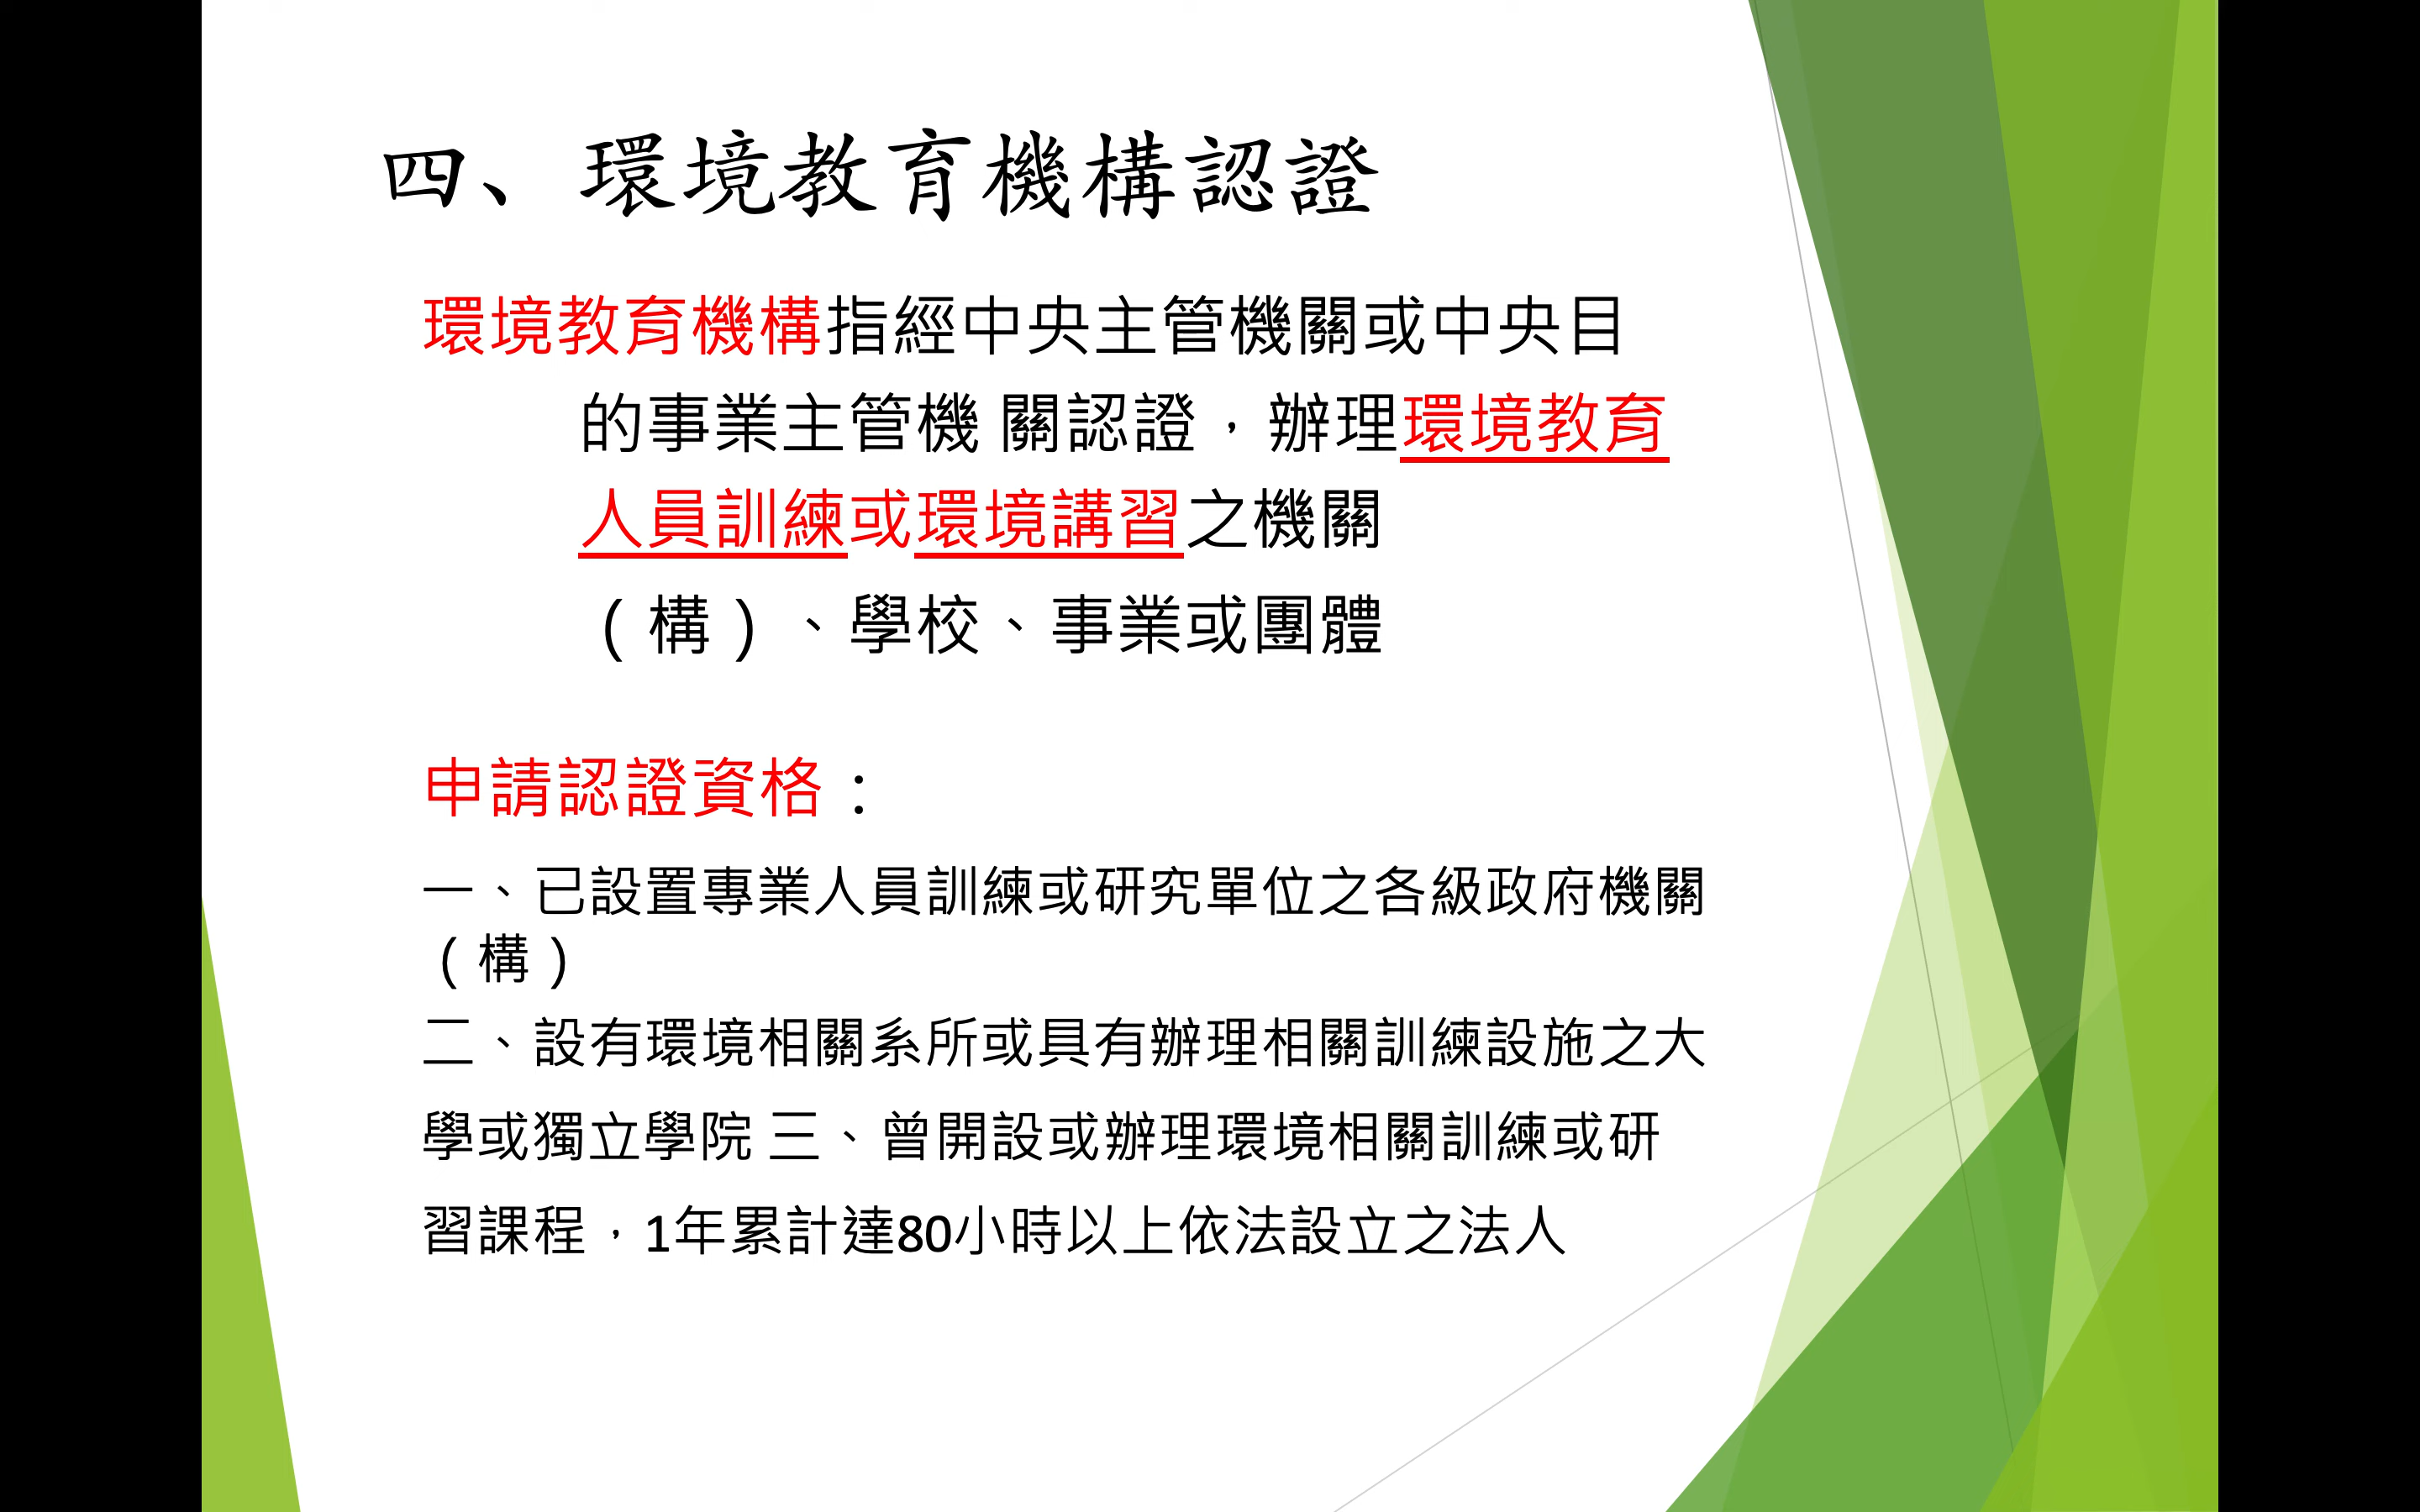 四、環境教育機構認證
環境教育機構指經中央主管機關或中央目
的事業主管機 關認證，辦理環境教育
人員訓練或環境講習之機關
（構）、學校、事業或團體
申請認證資格：
一、已設置專業人員訓練或研究單位之各級政府機關
（構）
二、設有環境相關系所或具有辦理相關訓練設施之大
學或獨立學院 三、曾開設或辦理環境相關訓練或研
習課程，1年累計達80小時以上依法設立之法人